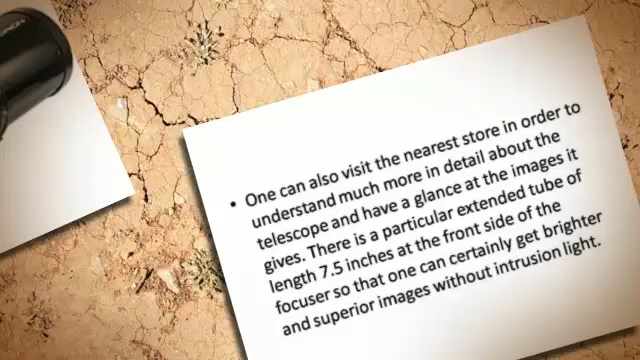 • One can also visit the nearest store in order to
understand much more in detail about the
telescope and have a glance at the images it
gives. There is a particular extended tube of
length 7.5 inches at the front side of the
focuser so that one can certainly get brighter
and superior images without intrusion light.